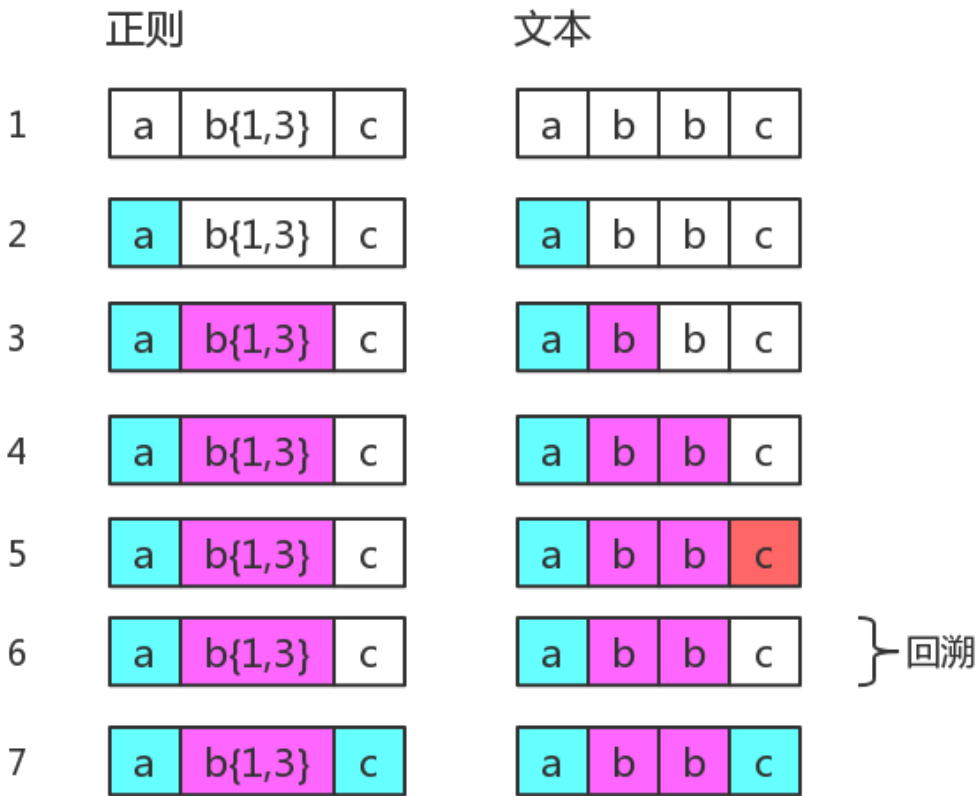 正则 文本
1 a b{1,3} c a b b c
2 a b{1,3} c a b b c
3 a b{1,3} c a b b c
4 a b{1,3} c a b b c
5 a b{1,3} c a b b c
6 a b{1,3} c a b b c 回溯
7 a b{1,3} c a b b c